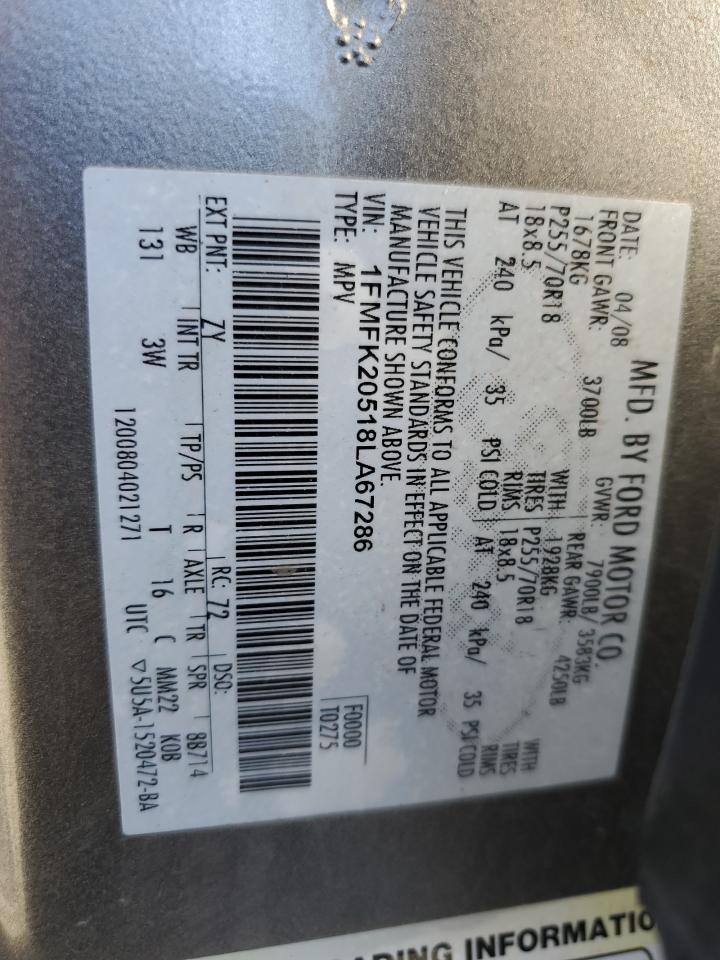 MFD. BY FORD MOTOR CO.
DATE: 04/08 GVWR: 7900LB/ 3583KG
FRONT GAWR: 3700LB REAR GAWR: 4250LB
1678KG WITH 1928KG WITH
P255/70R18 TIRES P255/70R18 TIRES
18x8.5 RIMS 18x8.5 RIMS
AT 240 kPa/ 35 PSI COLD AT 240 kPa/ 35 PSI COLD
THIS VEHICLE CONFORMS TO ALL APPLICABLE FEDERAL MOTOR
VEHICLE SAFETY STANDARDS IN EFFECT ON THE DATE OF
MANUFACTURE SHOWN ABOVE.
VIN: 1FMFK20518LA67286 F0000
TYPE: MPV T0275
EXT PNT: ZY RC: 72 DSO:
WB INT TR TP/PS R AXLE TR SPR 8B714
131 3W T 16 C MM22 K0B
1200804021271 UTC ▽5U5A-1520472-BA
ADING INFORMATIO